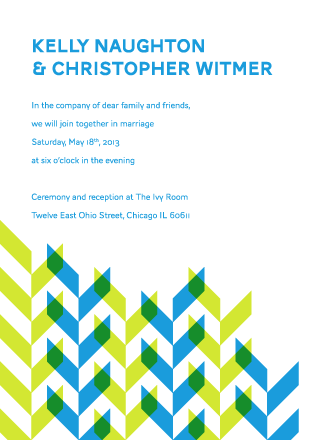 KELLY NAUGHTON
& CHRISTOPHER WITMER
In the company of dear family and friends,
we will join together in marriage
Saturday, May 18th, 2013
at six o'clock in the evening
Ceremony and reception at The Ivy Room
Twelve East Ohio Street, Chicago IL 60611